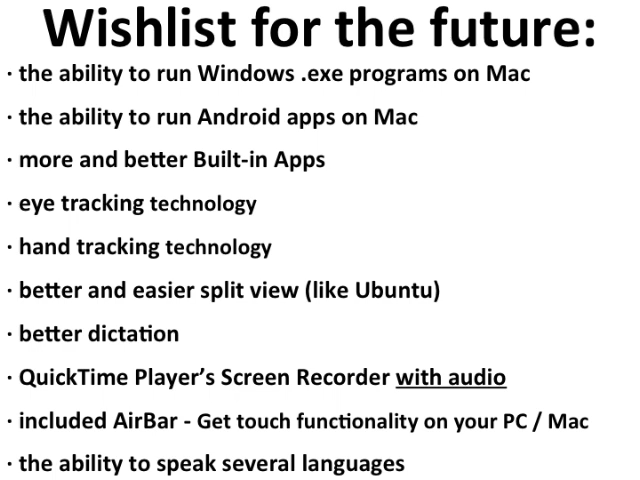 Wishlist for the future:
· the ability to run Windows .exe programs on Mac
· the ability to run Android apps on Mac
· more and better Built-in Apps
· eye tracking technology
· hand tracking technology
· better and easier split view (like Ubuntu)
· better dictation
· QuickTime Player’s Screen Recorder with audio
· included AirBar - Get touch functionality on your PC / Mac
· the ability to speak several languages